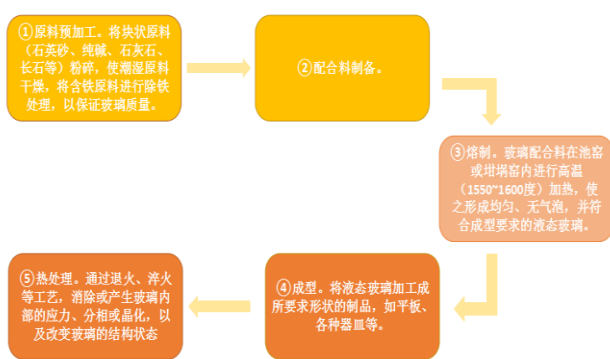 ①原料预加工。将块状原料
（石英砂、纯碱、石灰石、
长石等）粉碎，使潮湿原料
干燥，将含铁原料进行除铁
处理，以保证玻璃质量。
②配合料制备。
③熔制。玻璃配合料在池窑
或坩埚窑内进行高温
（1550~1600度）加热，使
之形成均匀、无气泡，并符
合成型要求的液态玻璃。
④成型。将液态玻璃加工成
所要求形状的制品，如平板、
各种器皿等。
⑤热处理。通过退火、淬火
等工艺，消除或产生玻璃内
部的应力、分相或晶化，以
及改变玻璃的结构状态